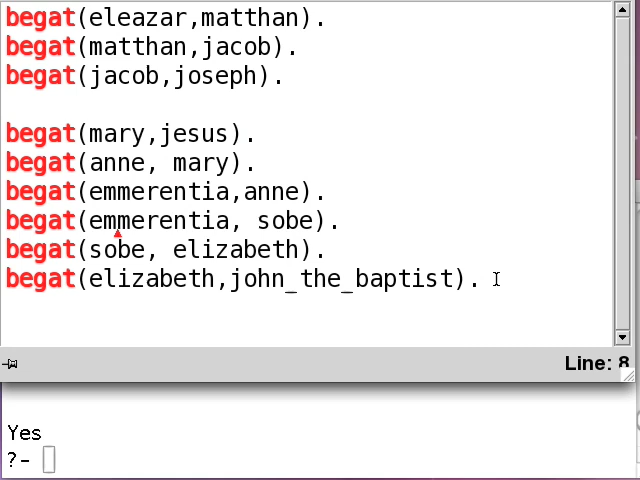 begat(eleazar,matthan).
begat(matthan,jacob).
begat(jacob,joseph).
begat(mary,jesus).
begat(anne, mary).
begat(emmerentia,anne).
begat(emmerentia, sobe).
begat(sobe, elizabeth).
begat(elizabeth,john_the_baptist).
Line: 8
Yes
?-